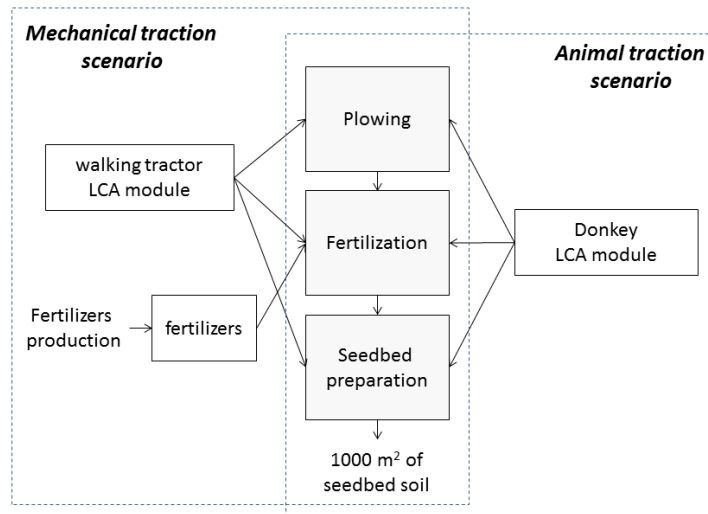 Mechanical traction
scenario
Animal traction
scenario
Plowing
walking tractor
LCA module
Fertilization
Donkey
LCA module
Fertilizers
production
fertilizers
Seedbed
preparation
1000 m² of
seedbed soil